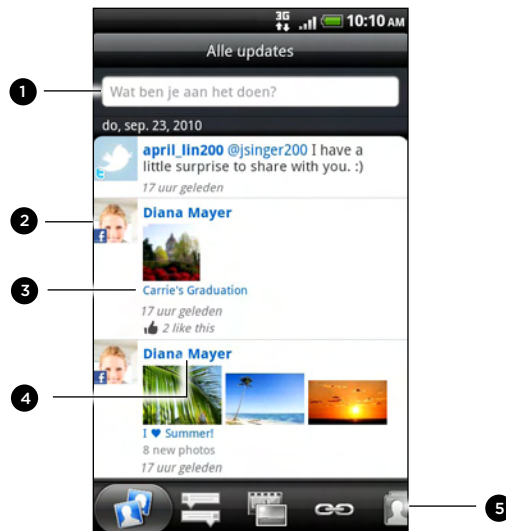 3G 10:10 AM
Alle updates
1
Wat ben je aan het doen?
do, sep. 23, 2010
april_lin200 @jsinger200 I have a
little surprise to share with you. :)
17 uur geleden
2
Diana Mayer
3
Carrie's Graduation
17 uur geleden
2 like this
Diana Mayer
4
I ♥ Summer!
8 new photos
17 uur geleden
5